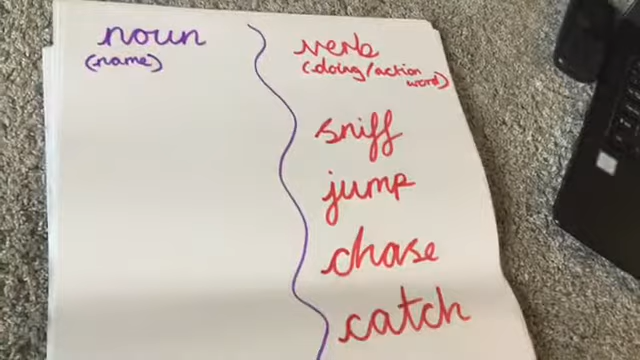 noun
(name)
verb
(doing/action
word)
sniff
jump
chase
catch